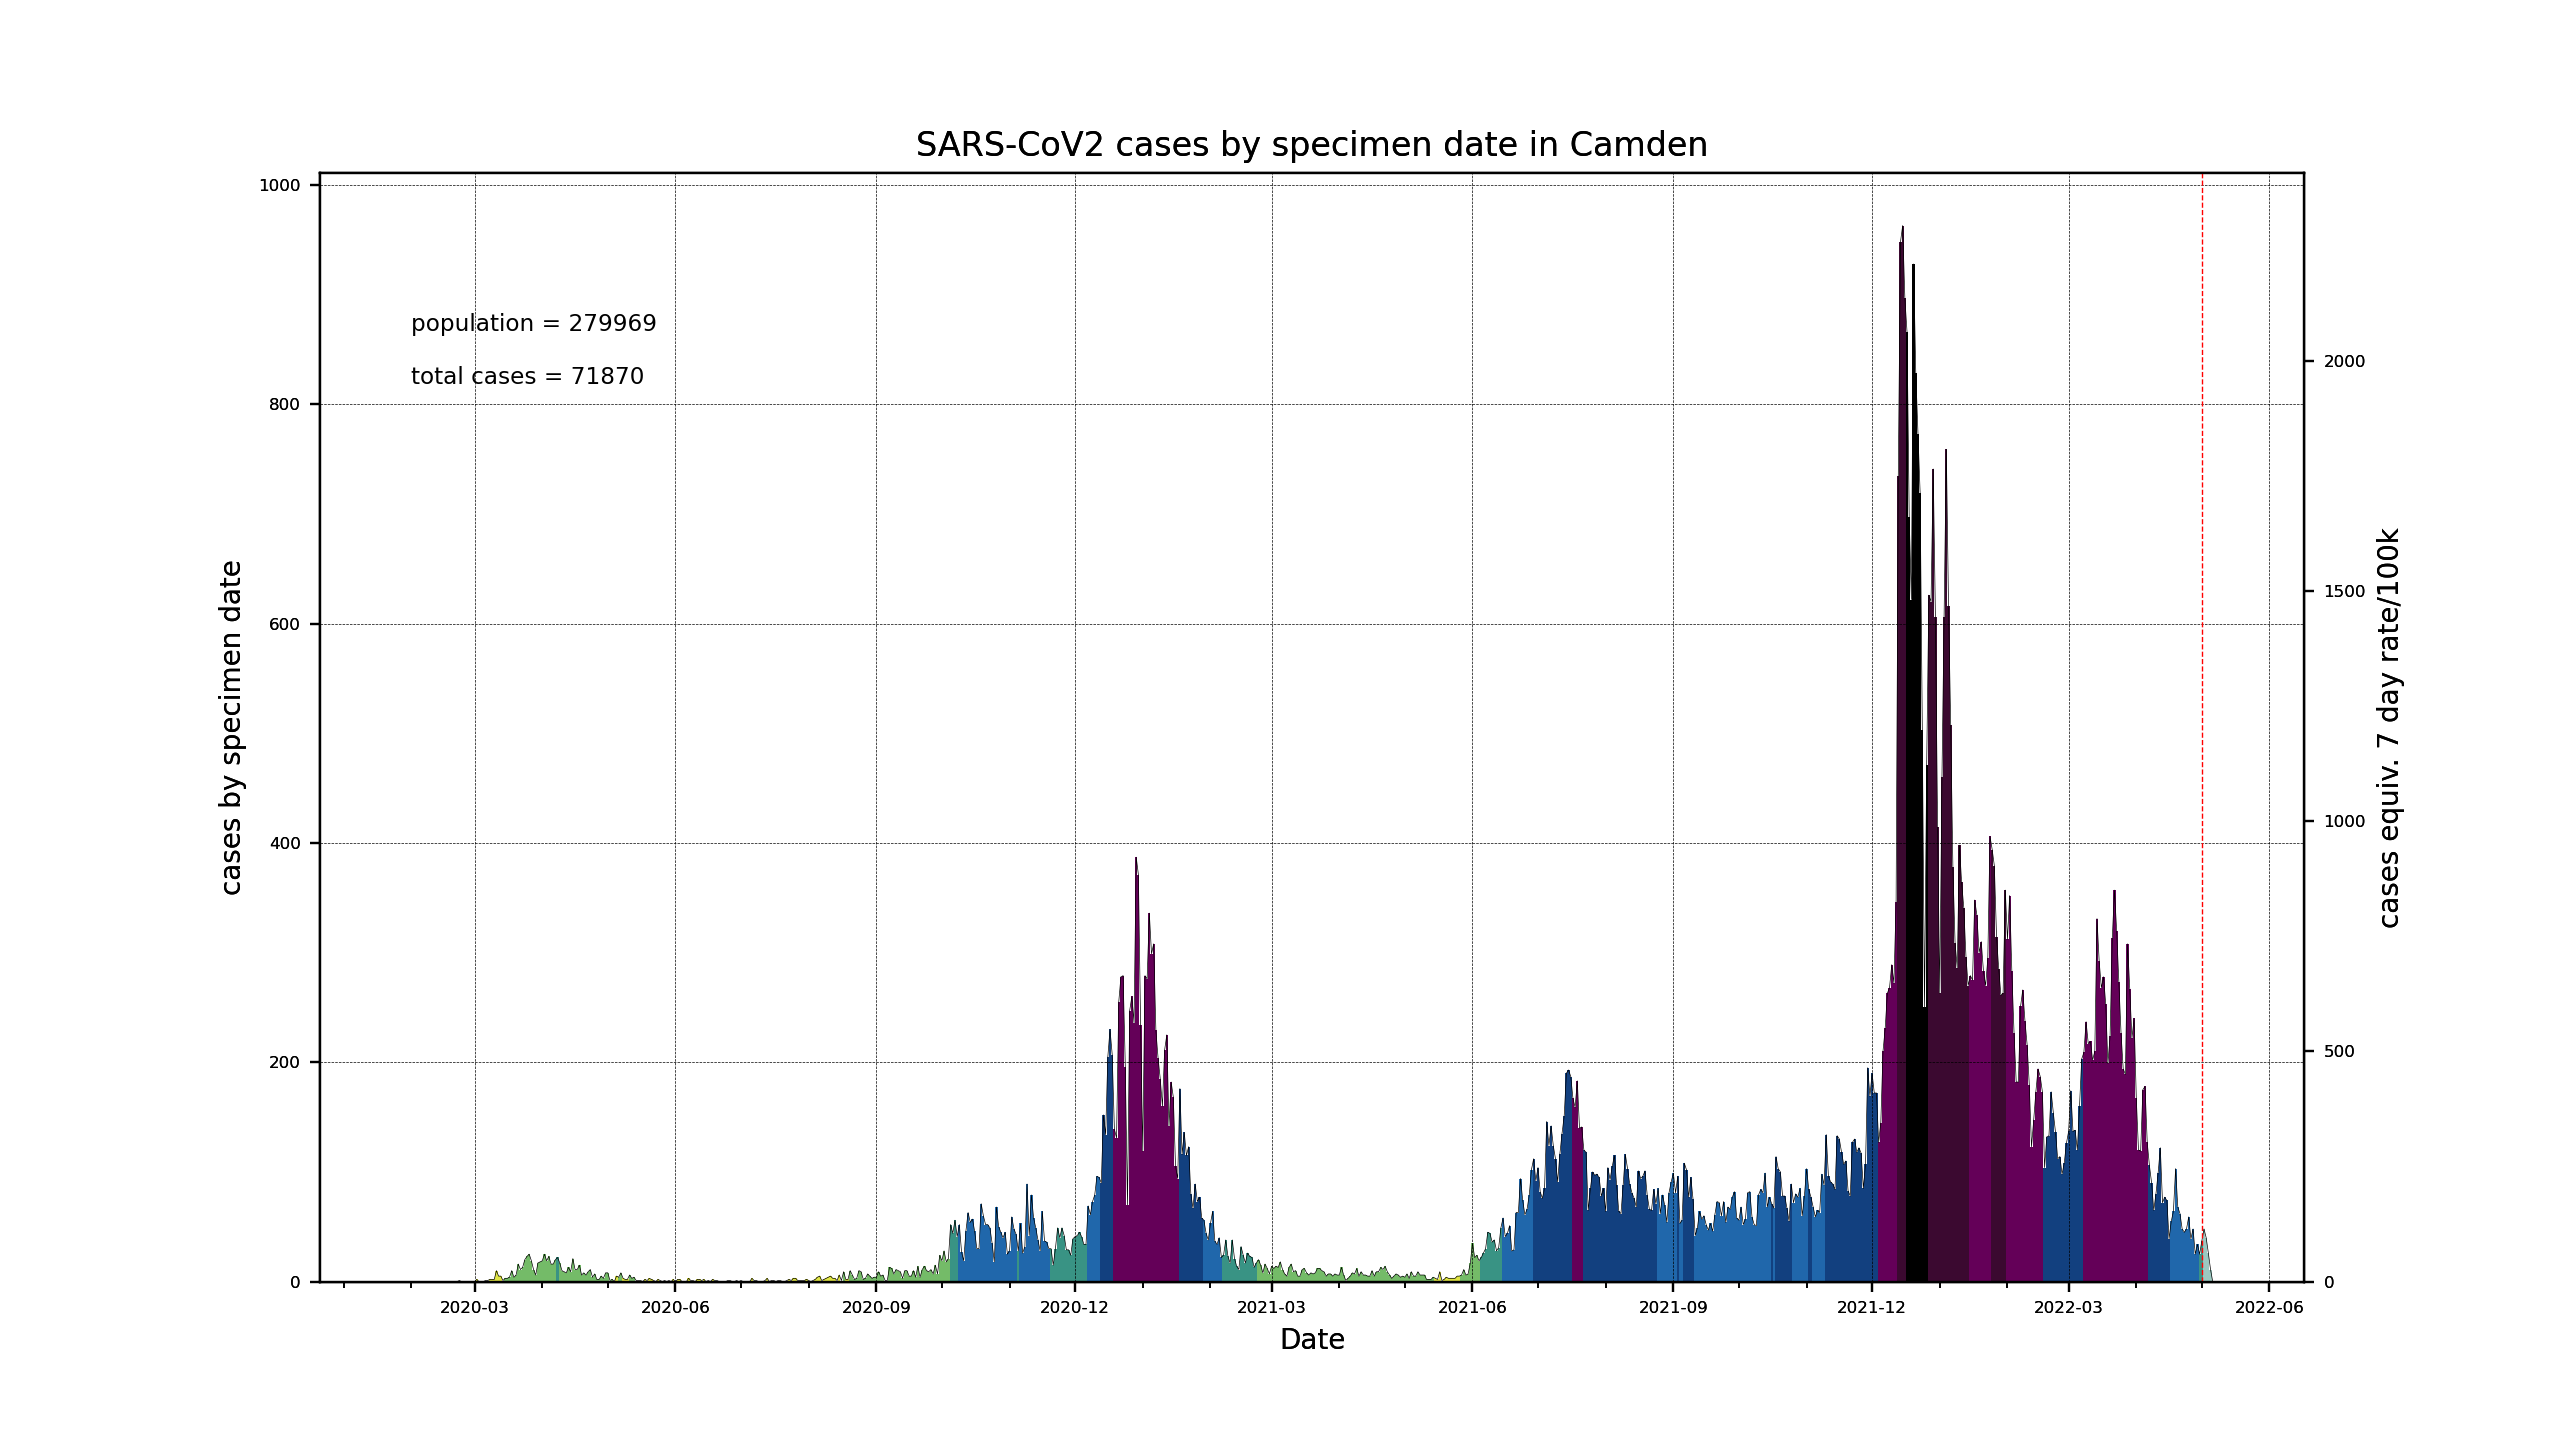 SARS-CoV2 cases by specimen date in Camden
population = 279969
total cases = 71870
cases by specimen date
1000
800
600
400
200
0
2000
1500
1000
500
0
cases equiv. 7 day rate/100k
2020-03 2020-06 2020-09 2020-12 2021-03 2021-06 2021-09 2021-12 2022-03 2022-06
Date